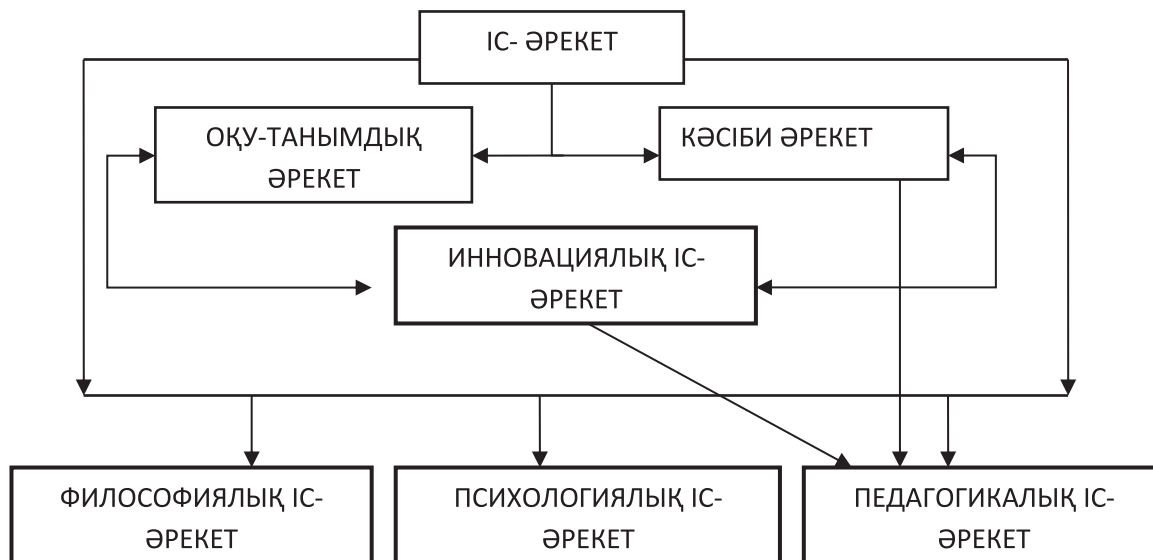 ІС- ӘРЕКЕТ
ОҚУ-ТАНЫМДЫҚ
ӘРЕКЕТ
КӘСІБИ ӘРЕКЕТ
ИННОВАЦИЯЛЫҚ ІС-
ӘРЕКЕТ
ФИЛОСОФИЯЛЫҚ ІС-
ӘРЕКЕТ
ПСИХОЛОГИЯЛЫҚ ІС-
ӘРЕКЕТ
ПЕДАГОГИКАЛЫҚ ІС-
ӘРЕКЕТ